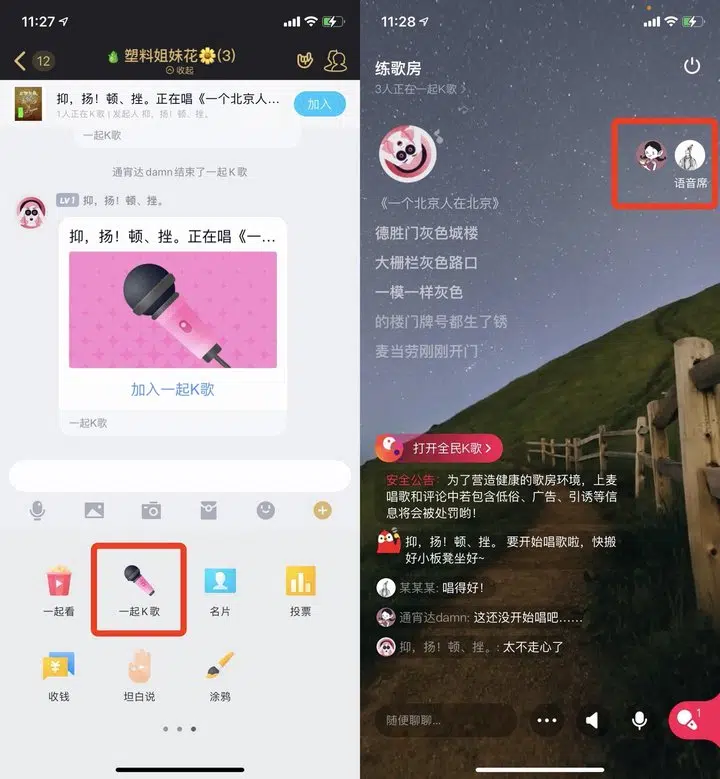 11:27
12
塑料姐妹花(3)
收起
抑，扬！顿、挫。正在唱《一个北京人…
1人正在K歌 | 发起人 抑，扬！顿、挫。
加入
一起K歌
通宵达damn结束了一起K歌
LV1 抑，扬！顿、挫。
抑，扬！顿、挫。正在唱《一…
加入一起K歌
一起K歌
一起看
一起K歌
名片
投票
收钱
坦白说
涂鸦
11:28
练歌房
3人正在一起K歌
语音席
《一个北京人在北京》
德胜门灰色城楼
大栅栏灰色路口
一模一样灰色
的楼门牌号都生了锈
麦当劳刚刚开门
打开全民K歌
安全公告：为了营造健康的歌房环境，上麦
唱歌和评论中若包含低俗、广告、引诱等信
息将会被处罚哟！
抑，扬！顿、挫。 要开始唱歌啦，快搬
好小板凳坐好~
某某某: 唱得好！
通宵达damn: 这还没开始唱吧……
抑，扬！顿、挫。: 太不走心了
随便聊聊...
1